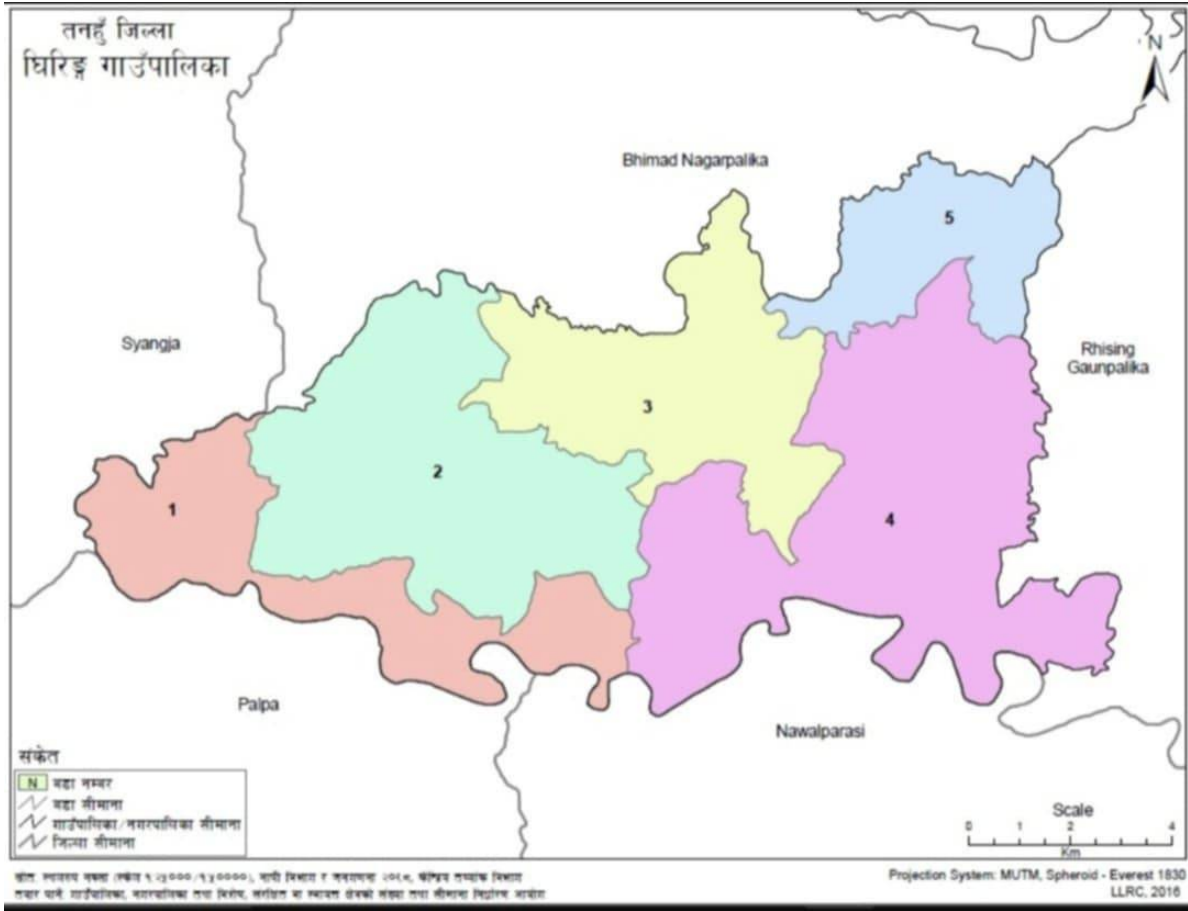 तनहुँ जिल्ला
घिरिङ्ग गाउँपालिका
N
Bhimad Nagarpalika
5
Syangja
Rhising
Gaunpalika
3
2
1
4
Palpa
Nawalparasi
संकेत
N वडा नम्बर
वडा सीमाना
गाउँपालिका/नगरपालिका सीमाना
जिल्ला सीमाना
Scale
0 1 2 4
Km
Projection System: MUTM, Spheroid - Everest 1830
LLRC, 2016